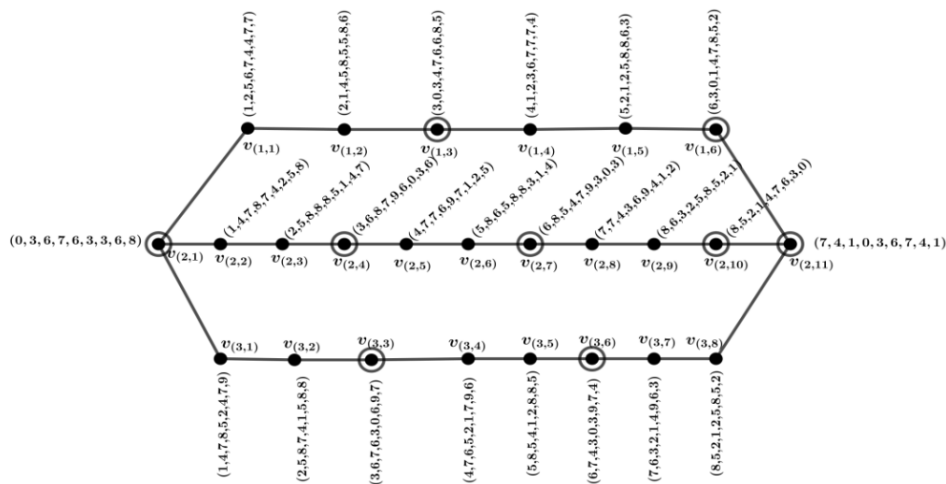 (1,2,5,6,7,4,4,7,7)
(2,1,4,5,8,5,5,8,6)
(3,0,3,4,7,6,6,8,5)
(4,1,2,3,6,7,7,7,4)
(5,2,1,2,5,8,8,6,3)
(6,3,0,1,4,7,8,5,2)
v(1,1)
v(1,2)
v(1,3)
v(1,4)
v(1,5)
v(1,6)
(1,4,7,8,7,4,2,5,8)
(2,5,8,8,8,5,1,4,7)
(3,6,8,7,9,6,0,3,6)
(4,7,7,6,9,7,1,2,5)
(5,8,6,5,8,8,3,1,4)
(6,8,5,4,7,9,3,0,3)
(7,7,4,3,6,9,4,1,2)
(8,6,3,2,5,8,5,2,1)
(8,5,2,1,4,7,6,3,0)
(0,3,6,7,6,3,3,6,8)
(7,4,1,0,3,6,7,4,1)
v(2,1)
v(2,2)
v(2,3)
v(2,4)
v(2,5)
v(2,6)
v(2,7)
v(2,8)
v(2,9)
v(2,10)
v(2,11)
v(3,1)
v(3,2)
v(3,3)
v(3,4)
v(3,5)
v(3,6)
v(3,7)
v(3,8)
(1,4,7,8,5,2,4,7,9)
(2,5,8,7,4,1,5,8,8)
(3,6,7,6,3,0,6,9,7)
(4,7,6,5,2,1,7,9,6)
(5,8,5,4,1,2,8,8,5)
(6,7,4,3,0,3,9,7,4)
(7,6,3,2,1,4,9,6,3)
(8,5,2,1,2,5,8,5,2)